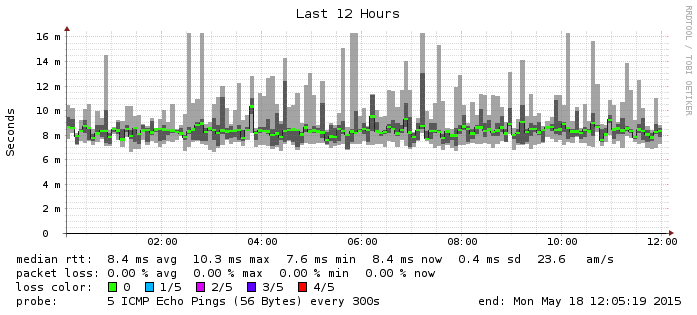 Last 12 Hours
RRDTOOL / TOBI OETIKER
Seconds
16 m
14 m
12 m
10 m
8 m
6 m
4 m
2 m
0
02:00 04:00 06:00 08:00 10:00 12:00
median rtt: 8.4 ms avg 10.3 ms max 7.6 ms min 8.4 ms now 0.4 ms sd 23.6 am/s
packet loss: 0.00 % avg 0.00 % max 0.00 % min 0.00 % now
loss color: 0 1/5 2/5 3/5 4/5
probe: 5 ICMP Echo Pings (56 Bytes) every 300s end: Mon May 18 12:05:19 2015